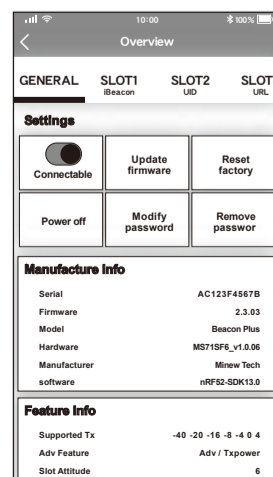 10:00 100%
Overview
GENERAL SLOT1 SLOT2 SLOT
iBeacon UID URL
Settings
Connectable Update firmware Reset factory
Power off Modify password Remove passwor
Manufacture info
Serial AC123F4567B
Firmware 2.3.03
Model Beacon Plus
Hardware MS71SF6_v1.0.06
Manufacturer Minew Tech
software nRF52-SDK13.0
Feature info
Supported Tx -40 -20 -16 -8 -4 0 4
Adv Feature Adv / Txpower
Slot Attitude 6